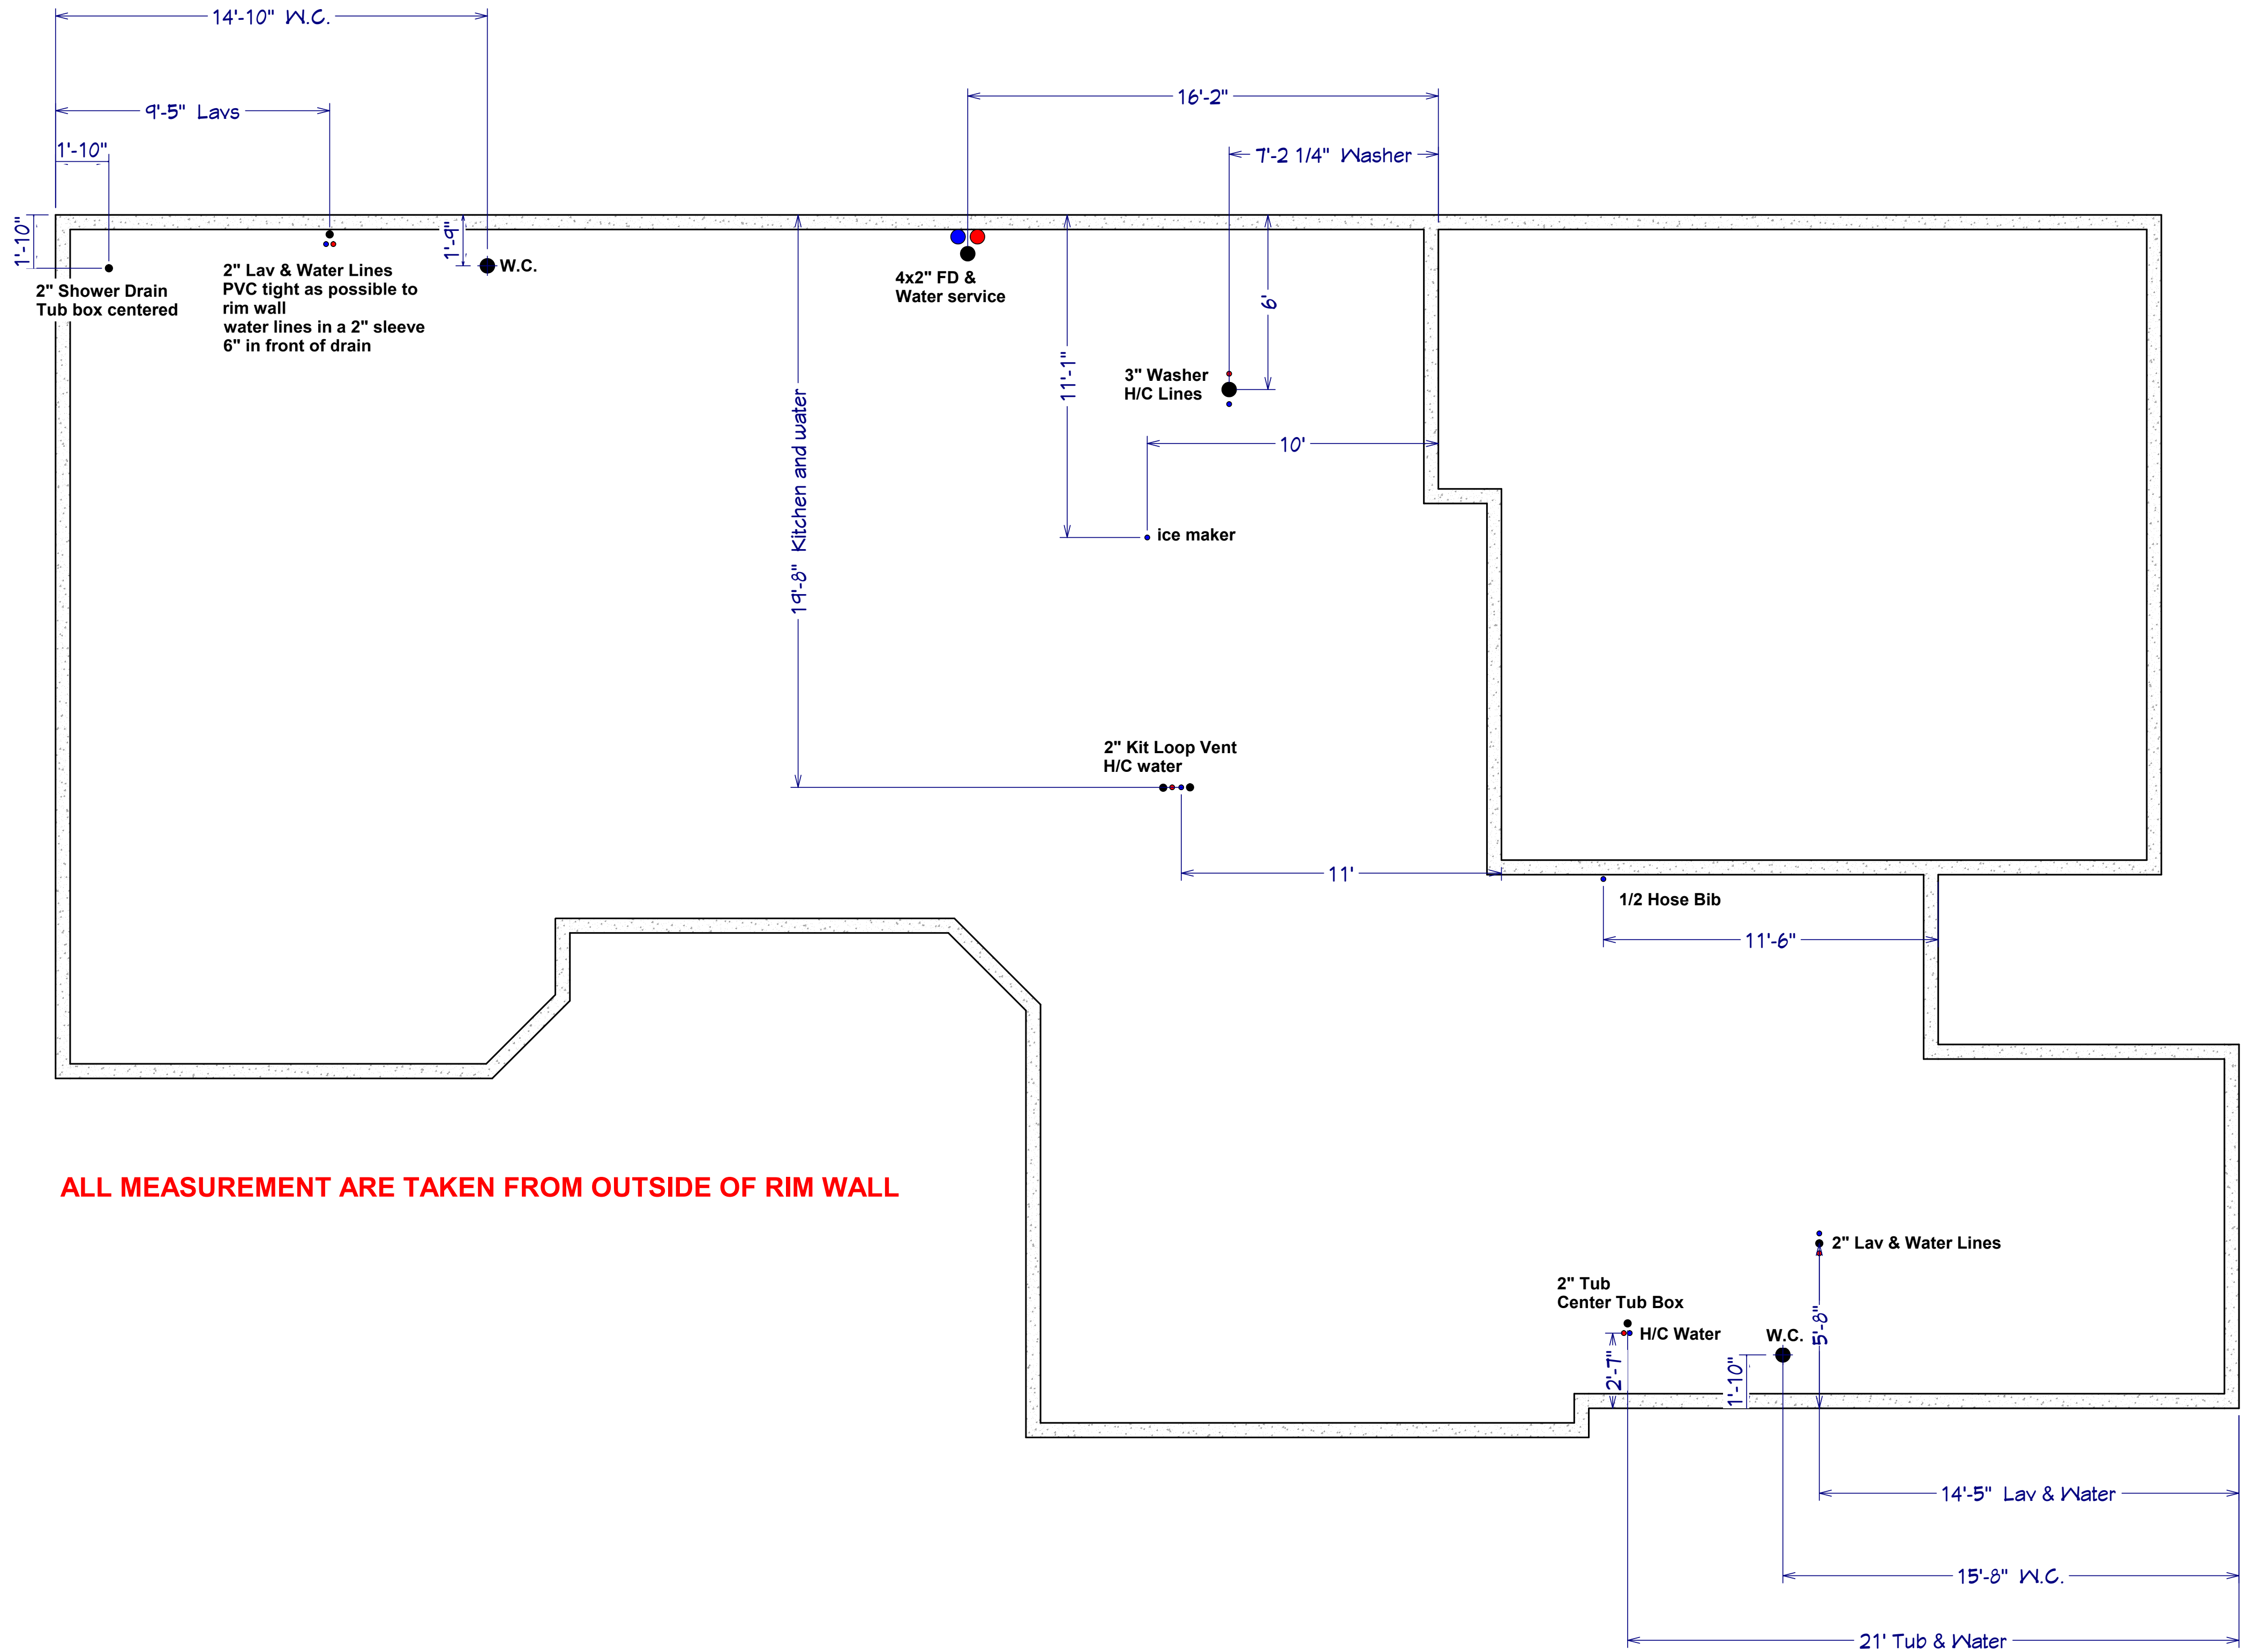 14'-10" W.C.
9'-5" Lavs
16'-2"
1'-10"
7'-2 1/4" Washer
1'-10"
1'-9"
W.C.
2" Shower Drain
Tub box centered
2" Lav & Water Lines
PVC tight as possible to
rim wall
water lines in a 2" sleeve
6" in front of drain
4x2" FD &
Water service
6'
11'-1"
3" Washer
H/C Lines
19'-8" Kitchen and water
10'
ice maker
2" Kit Loop Vent
H/C water
11'
1/2 Hose Bib
11'-6"
ALL MEASUREMENT ARE TAKEN FROM OUTSIDE OF RIM WALL
2" Lav & Water Lines
2" Tub
Center Tub Box
H/C Water
W.C.
5'-8"
2'-7"
1'-10"
14'-5" Lav & Water
15'-8" W.C.
21' Tub & Water